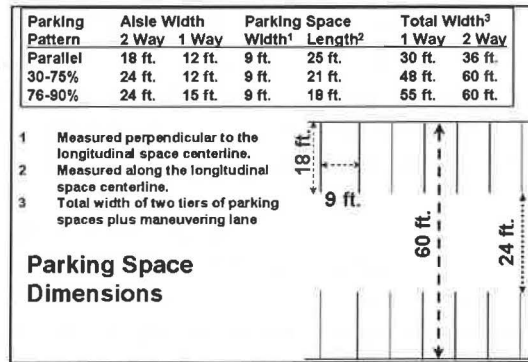 Parking Aisle Width Parking Space Total Width3
Pattern 2 Way 1 Way Width1 Length2 1 Way 2 Way
Parallel 18 ft. 12 ft. 9 ft. 25 ft. 30 ft. 36 ft.
30-75% 24 ft. 12 ft. 9 ft. 21 ft. 48 ft. 60 ft.
76-90% 24 ft. 15 ft. 9 ft. 18 ft. 55 ft. 60 ft.
1 Measured perpendicular to the
longitudinal space centerline.
2 Measured along the longitudinal
space centerline.
3 Total width of two tiers of parking
spaces plus maneuvering lane
Parking Space
Dimensions
18 ft.
9 ft.
60 ft.
24 ft.